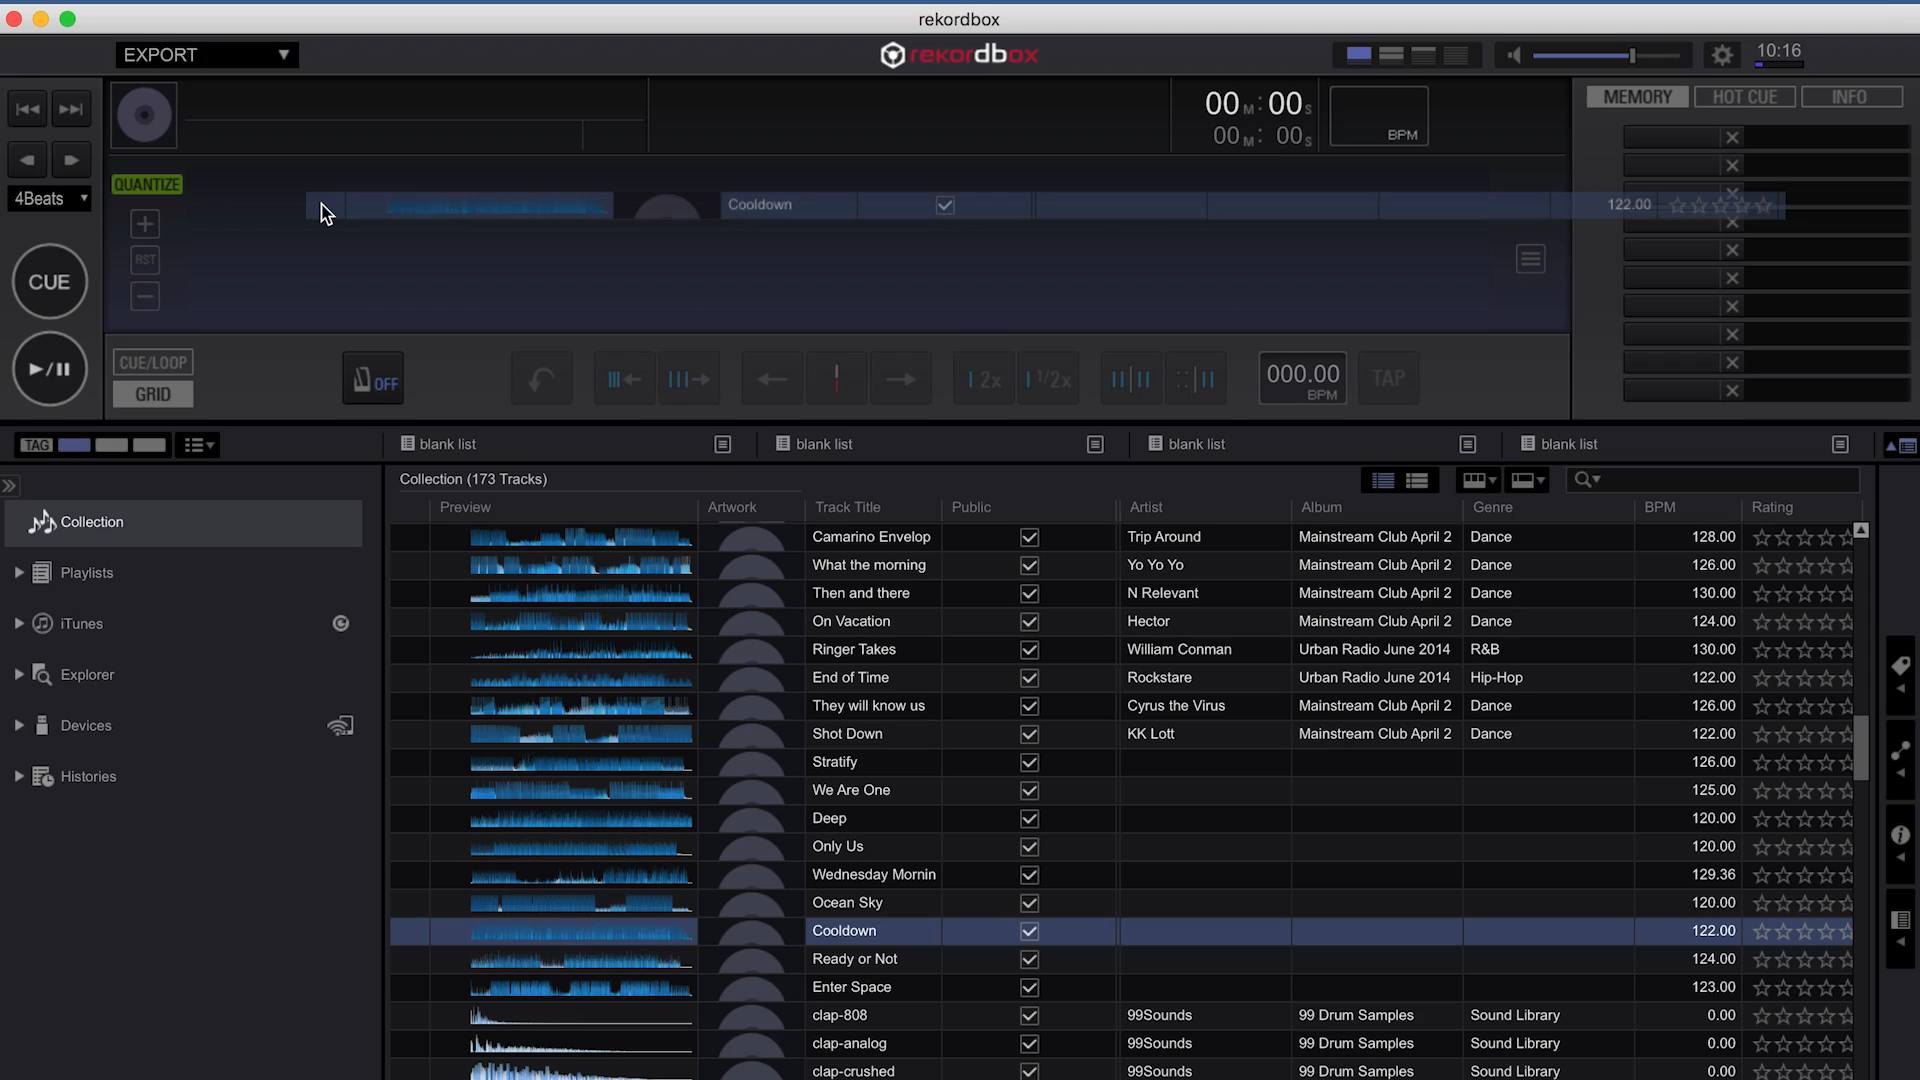 rekordbox
EXPORT
rekordbox
10:16
00 M : 00 S
00 M : 00 S
BPM
MEMORY HOT CUE INFO
QUANTIZE
4Beats
Cooldown 122.00
RST
CUE
CUE/LOOP
GRID
OFF
2x
1/2x
000.00
BPM
TAP
TAG
blank list blank list blank list blank list
Collection (173 Tracks)
Preview Artwork Track Title Public Artist Album Genre BPM Rating
Collection
Playlists
iTunes
Explorer
Devices
Histories
Camarino Envelop Trip Around Mainstream Club April 2 Dance 128.00
What the morning Yo Yo Yo Mainstream Club April 2 Dance 126.00
Then and there N Relevant Mainstream Club April 2 Dance 130.00
On Vacation Hector Mainstream Club April 2 Dance 124.00
Ringer Takes William Conman Urban Radio June 2014 R&B 130.00
End of Time Rockstare Urban Radio June 2014 Hip-Hop 122.00
They will know us Cyrus the Virus Mainstream Club April 2 Dance 126.00
Shot Down KK Lott Mainstream Club April 2 Dance 122.00
Stratify 126.00
We Are One 125.00
Deep 120.00
Only Us 120.00
Wednesday Mornin 129.36
Ocean Sky 120.00
Cooldown 122.00
Ready or Not 124.00
Enter Space 123.00
clap-808 99Sounds 99 Drum Samples Sound Library 0.00
clap-analog 99Sounds 99 Drum Samples Sound Library 0.00
clap-crushed 99Sounds 99 Drum Samples Sound Library 0.00